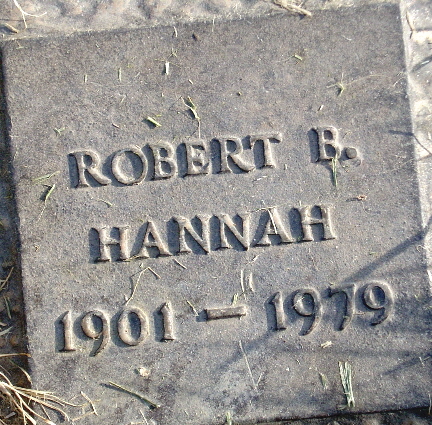 ROBERT B.
HANNAH
1901 – 1979